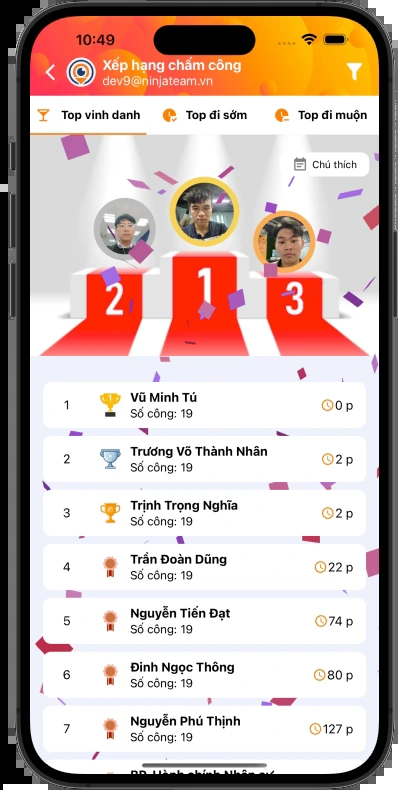 10:49
Xếp hạng chấm công
dev9@ninjateam.vn
Top vinh danh
Top đi sớm
Top đi muộn
Chú thích
2
1
3
1
Vũ Minh Tú
Số công: 19
0 p
2
Trương Võ Thành Nhân
Số công: 19
2 p
3
Trịnh Trọng Nghĩa
Số công: 19
2 p
4
Trần Đoàn Dũng
Số công: 19
22 p
5
Nguyễn Tiến Đạt
Số công: 19
74 p
6
Đinh Ngọc Thông
Số công: 19
80 p
7
Nguyễn Phú Thịnh
Số công: 19
127 p